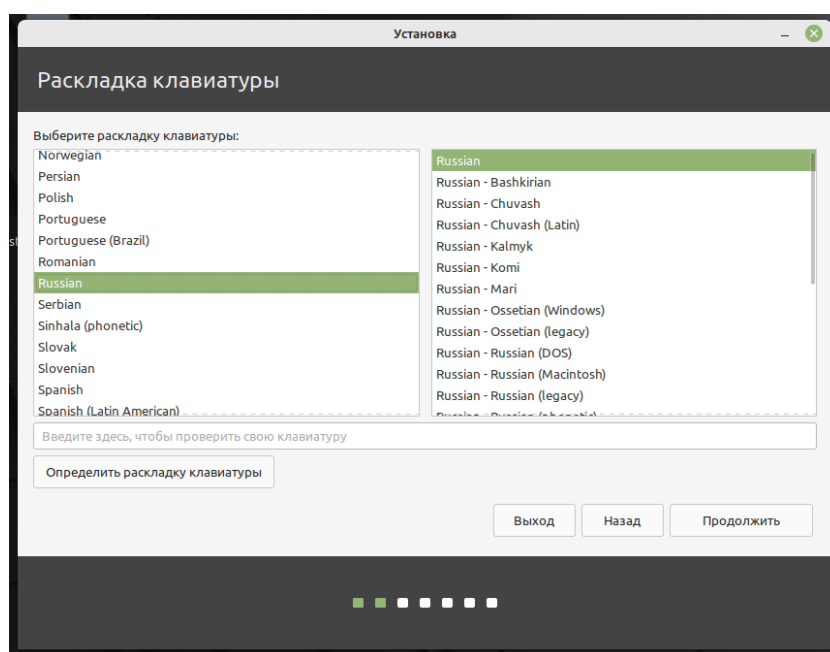 Установка
Раскладка клавиатуры
Выберите раскладку клавиатуры:
Norwegian
Persian
Polish
Portuguese
Portuguese (Brazil)
Romanian
Russian
Serbian
Sinhala (phonetic)
Slovak
Slovenian
Spanish
Spanish (Latin American)
Russian
Russian - Bashkirian
Russian - Chuvash
Russian - Chuvash (Latin)
Russian - Kalmyk
Russian - Komi
Russian - Mari
Russian - Ossetian (Windows)
Russian - Ossetian (legacy)
Russian - Russian (DOS)
Russian - Russian (Macintosh)
Russian - Russian (legacy)
Russian - Russian (phonetic)
Введите здесь, чтобы проверить свою клавиатуру
Определить раскладку клавиатуры
Выход
Назад
Продолжить